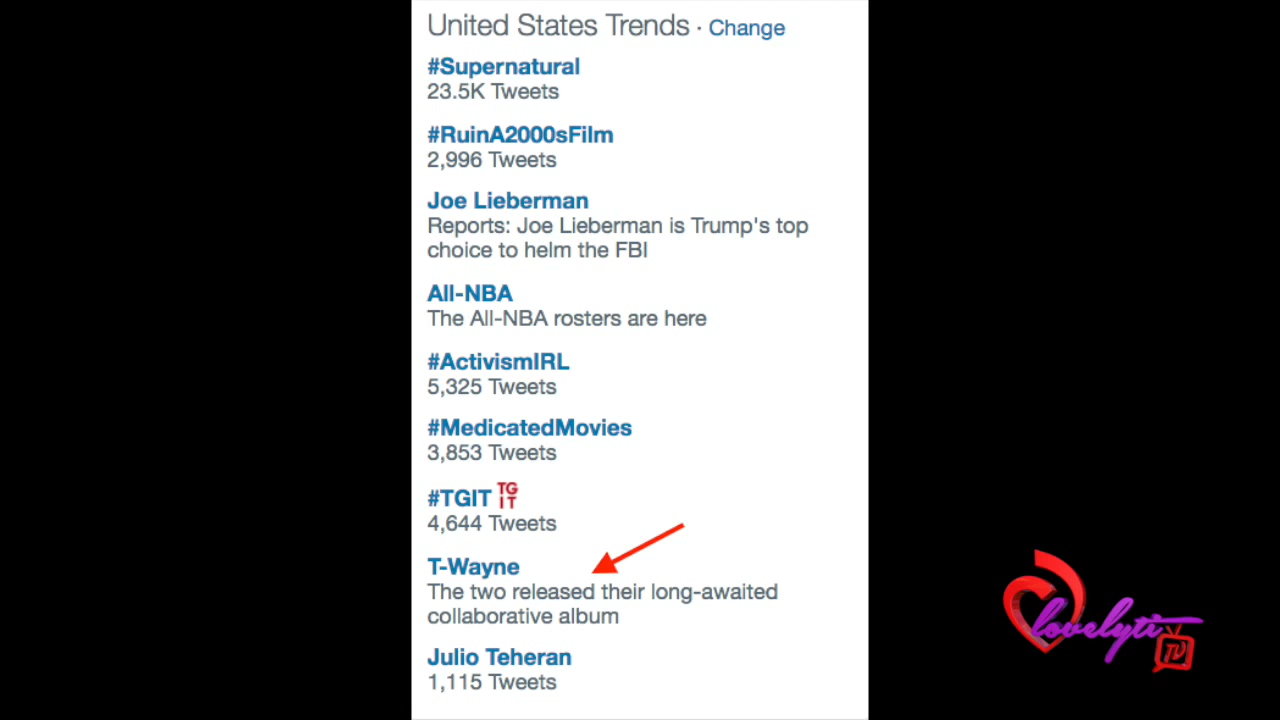 United States Trends · Change
#Supernatural
23.5K Tweets
#RuinA2000sFilm
2,996 Tweets
Joe Lieberman
Reports: Joe Lieberman is Trump's top
choice to helm the FBI
All-NBA
The All-NBA rosters are here
#ActivismIRL
5,325 Tweets
#MedicatedMovies
3,853 Tweets
#TGIT TG
IT
4,644 Tweets
T-Wayne
The two released their long-awaited
collaborative album
Julio Teheran
1,115 Tweets
lovelyti
TV